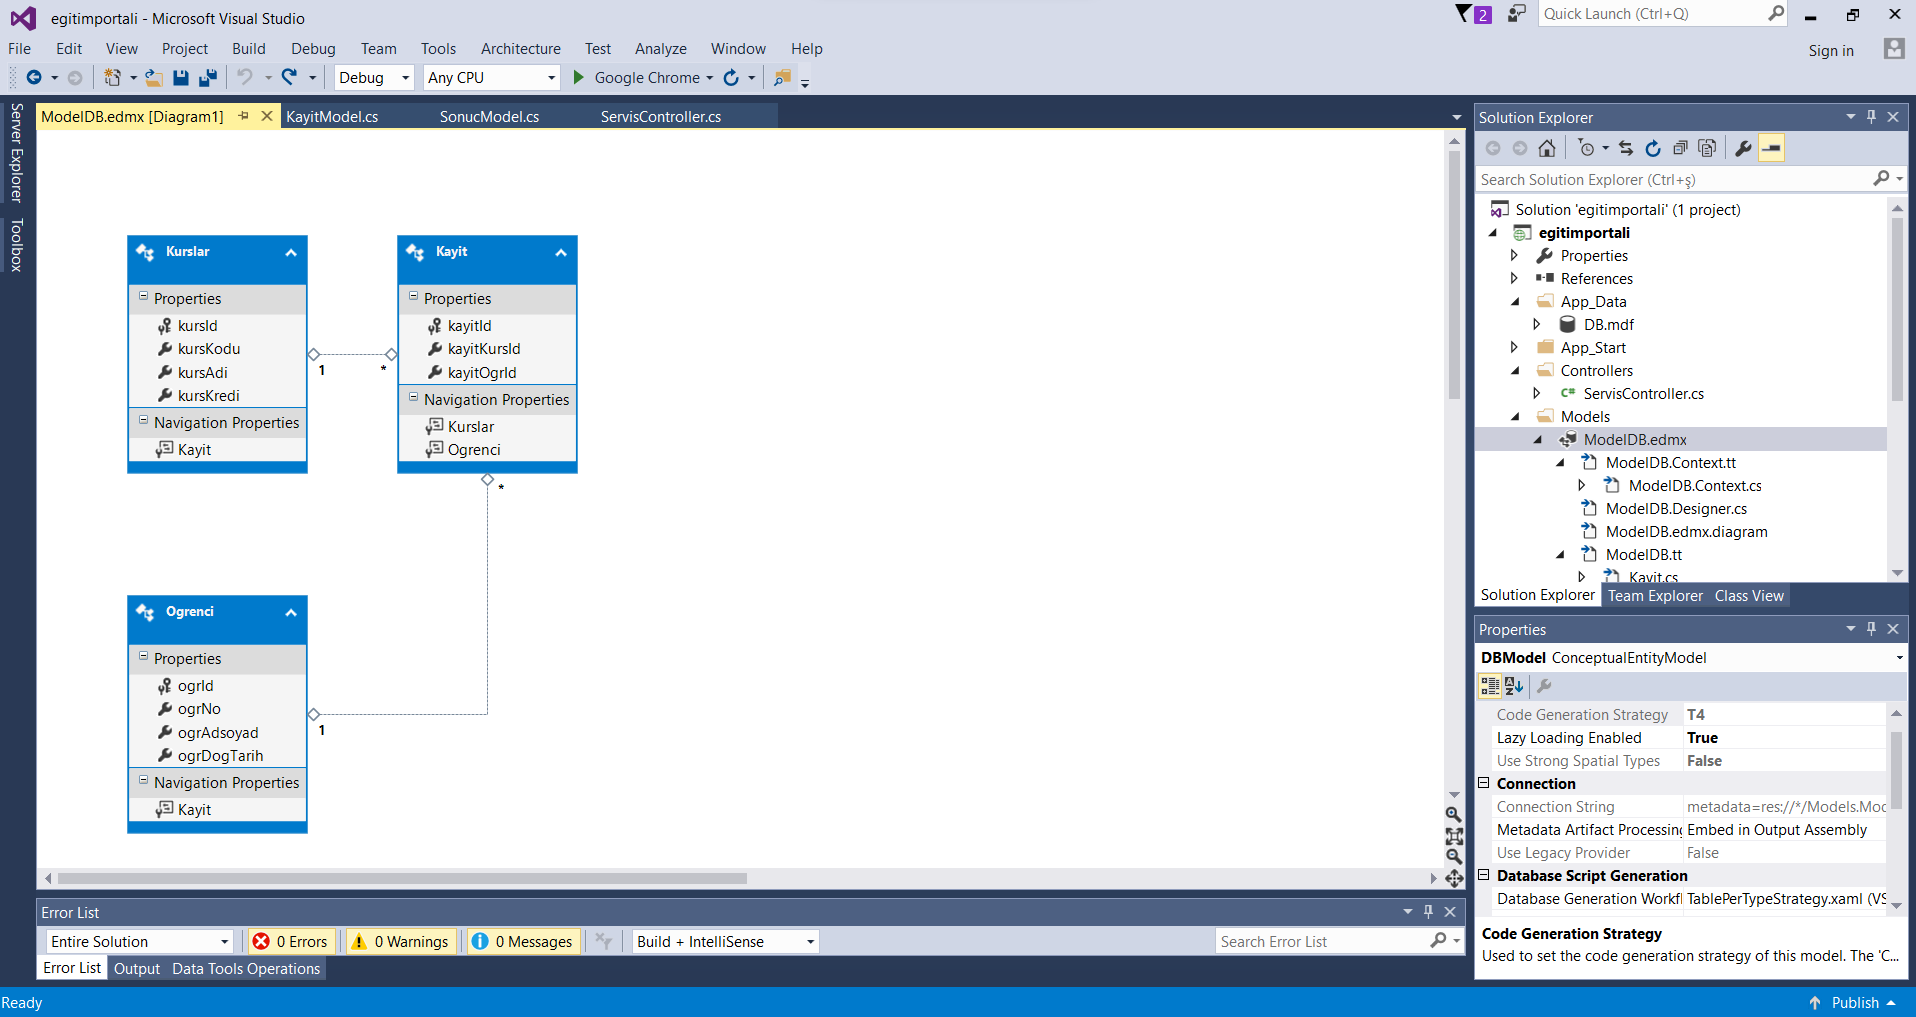 egitimportali - Microsoft Visual Studio
2
Quick Launch (Ctrl+Q)
File Edit View Project Build Debug Team Tools Architecture Test Analyze Window Help
Sign in
Debug Any CPU Google Chrome
Server Explorer
Toolbox
ModelDB.edmx [Diagram1] KayitModel.cs SonucModel.cs ServisController.cs
Kurslar
Properties
kursId
kursKodu
kursAdi
kursKredi
Navigation Properties
Kayit
1
*
Kayit
Properties
kayitId
kayitKursId
kayitOgrId
Navigation Properties
Kurslar
Ogrenci
*
Ogrenci
Properties
ogrId
ogrNo
ogrAdsoyad
ogrDogTarih
Navigation Properties
Kayit
1
Solution Explorer
Search Solution Explorer (Ctrl+ş)
Solution 'egitimportali' (1 project)
egitimportali
Properties
References
App_Data
DB.mdf
App_Start
Controllers
C# ServisController.cs
Models
ModelDB.edmx
ModelDB.Context.tt
ModelDB.Context.cs
ModelDB.Designer.cs
ModelDB.edmx.diagram
ModelDB.tt
Kayit.cs
Solution Explorer Team Explorer Class View
Properties
DBModel ConceptualEntityModel
Code Generation Strategy T4
Lazy Loading Enabled True
Use Strong Spatial Types False
Connection
Connection String metadata=res://*/Models.Moc
Metadata Artifact Processing Embed in Output Assembly
Use Legacy Provider False
Database Script Generation
Database Generation Workfl TablePerTypeStrategy.xaml (VS
Code Generation Strategy
Used to set the code generation strategy of this model. The 'C...
Error List
Entire Solution 0 Errors 0 Warnings 0 Messages Build + IntelliSense Search Error List
Error List Output Data Tools Operations
Ready
Publish